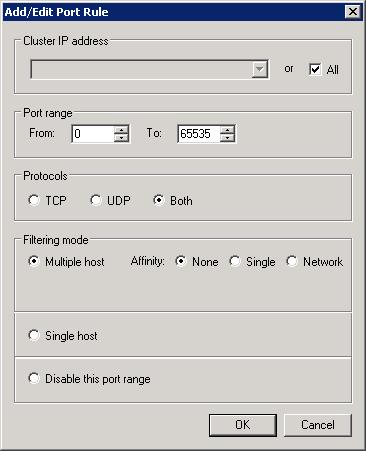 Add/Edit Port Rule
Cluster IP address
or All
Port range
From: 0 To: 65535
Protocols
TCP UDP Both
Filtering mode
Multiple host Affinity: None Single Network
Single host
Disable this port range
OK Cancel